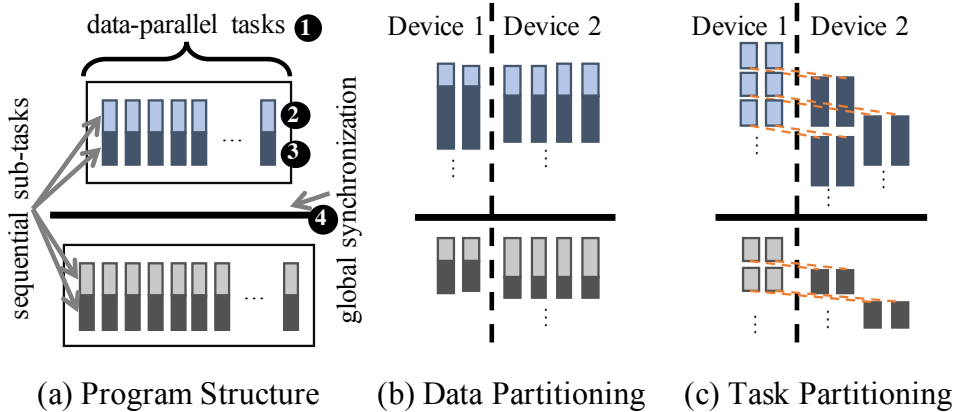 data-parallel tasks 1
sequential sub-tasks
2
3
...
global synchronization
4
...
(a) Program Structure
Device 1
Device 2
...
...
...
(b) Data Partitioning
Device 1
Device 2
...
...
...
...
...
...
(c) Task Partitioning